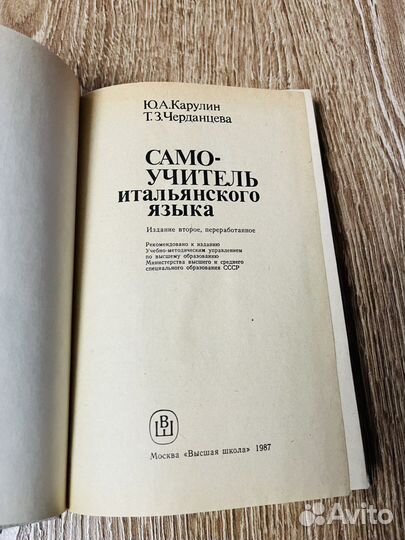 Ю.А.Карулин
Т.З.Черданцева
САМО-
УЧИТЕЛЬ
итальянского
языка
Издание второе, переработанное
Рекомендовано к изданию
Учебно-методическим управлением
по высшему образованию
Министерства высшего и среднего
специального образования СССР
ВШ
Москва «Высшая школа» 1987
Avito